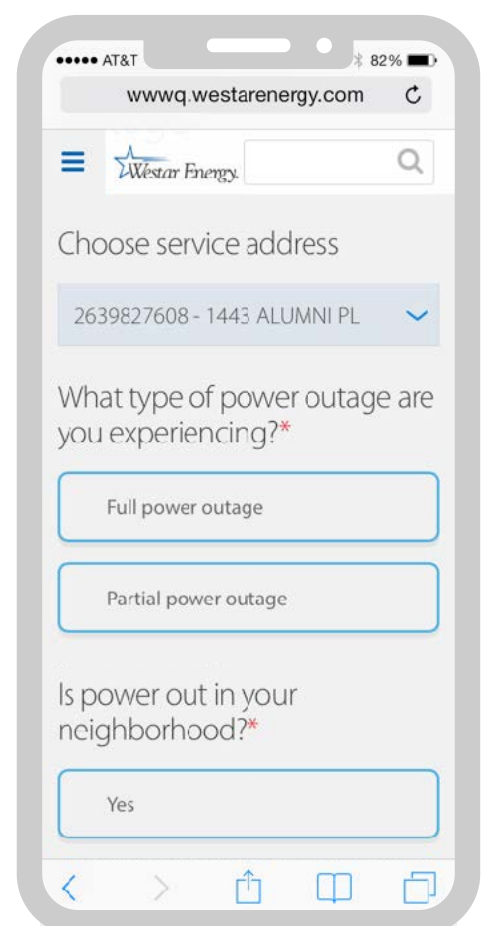 AT&T 82%
wwwq.westarenergy.com
Westar Energy.
Choose service address
2639827608 - 1443 ALUMNI PL
What type of power outage are
you experiencing?*
Full power outage
Partial power outage
Is power out in your
neighborhood?*
Yes